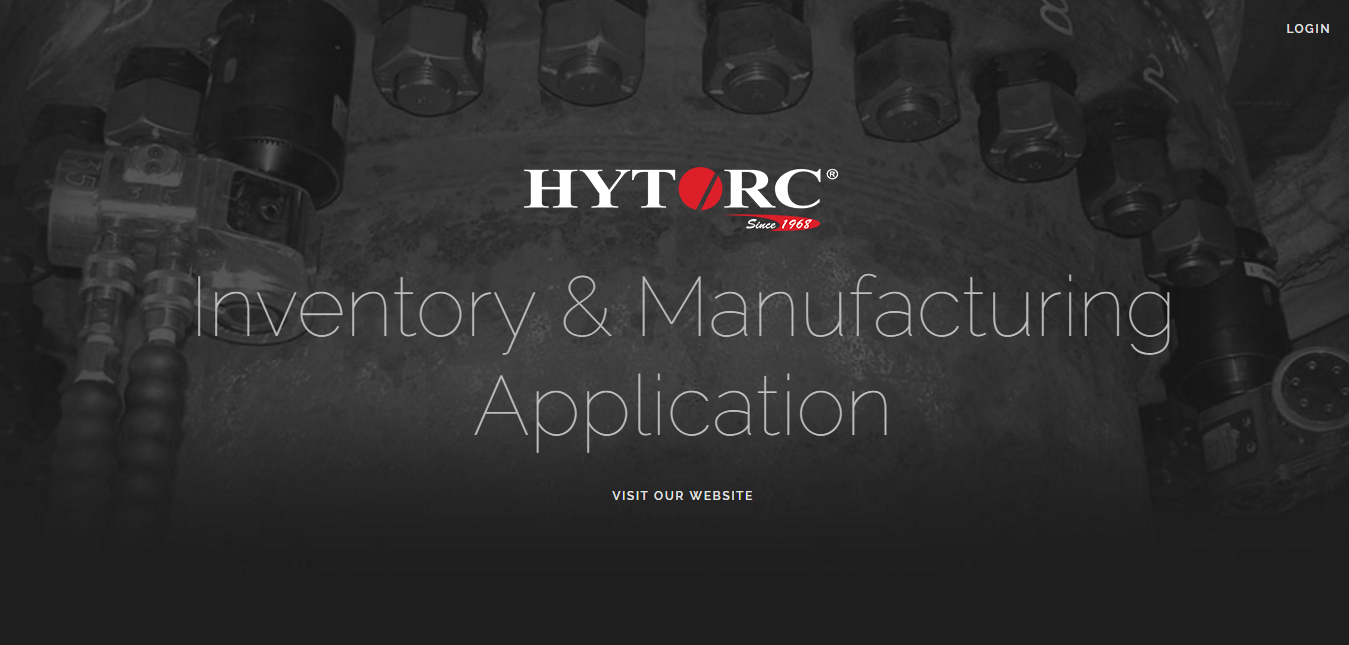 LOGIN
HYTORC®
Since 1968
Inventory & Manufacturing
Application
VISIT OUR WEBSITE